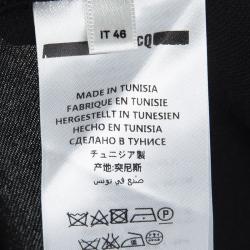 IT 46
CQ
MADE IN TUNISIA
FABRIQUE EN TUNISIE
HERGESTELLT IN TUNESIEN
HECHO EN TUNISIA
СДЕЛАНО В ТУНИСЕ
チュニジア製
产地:突尼斯
صنع في تونس
P